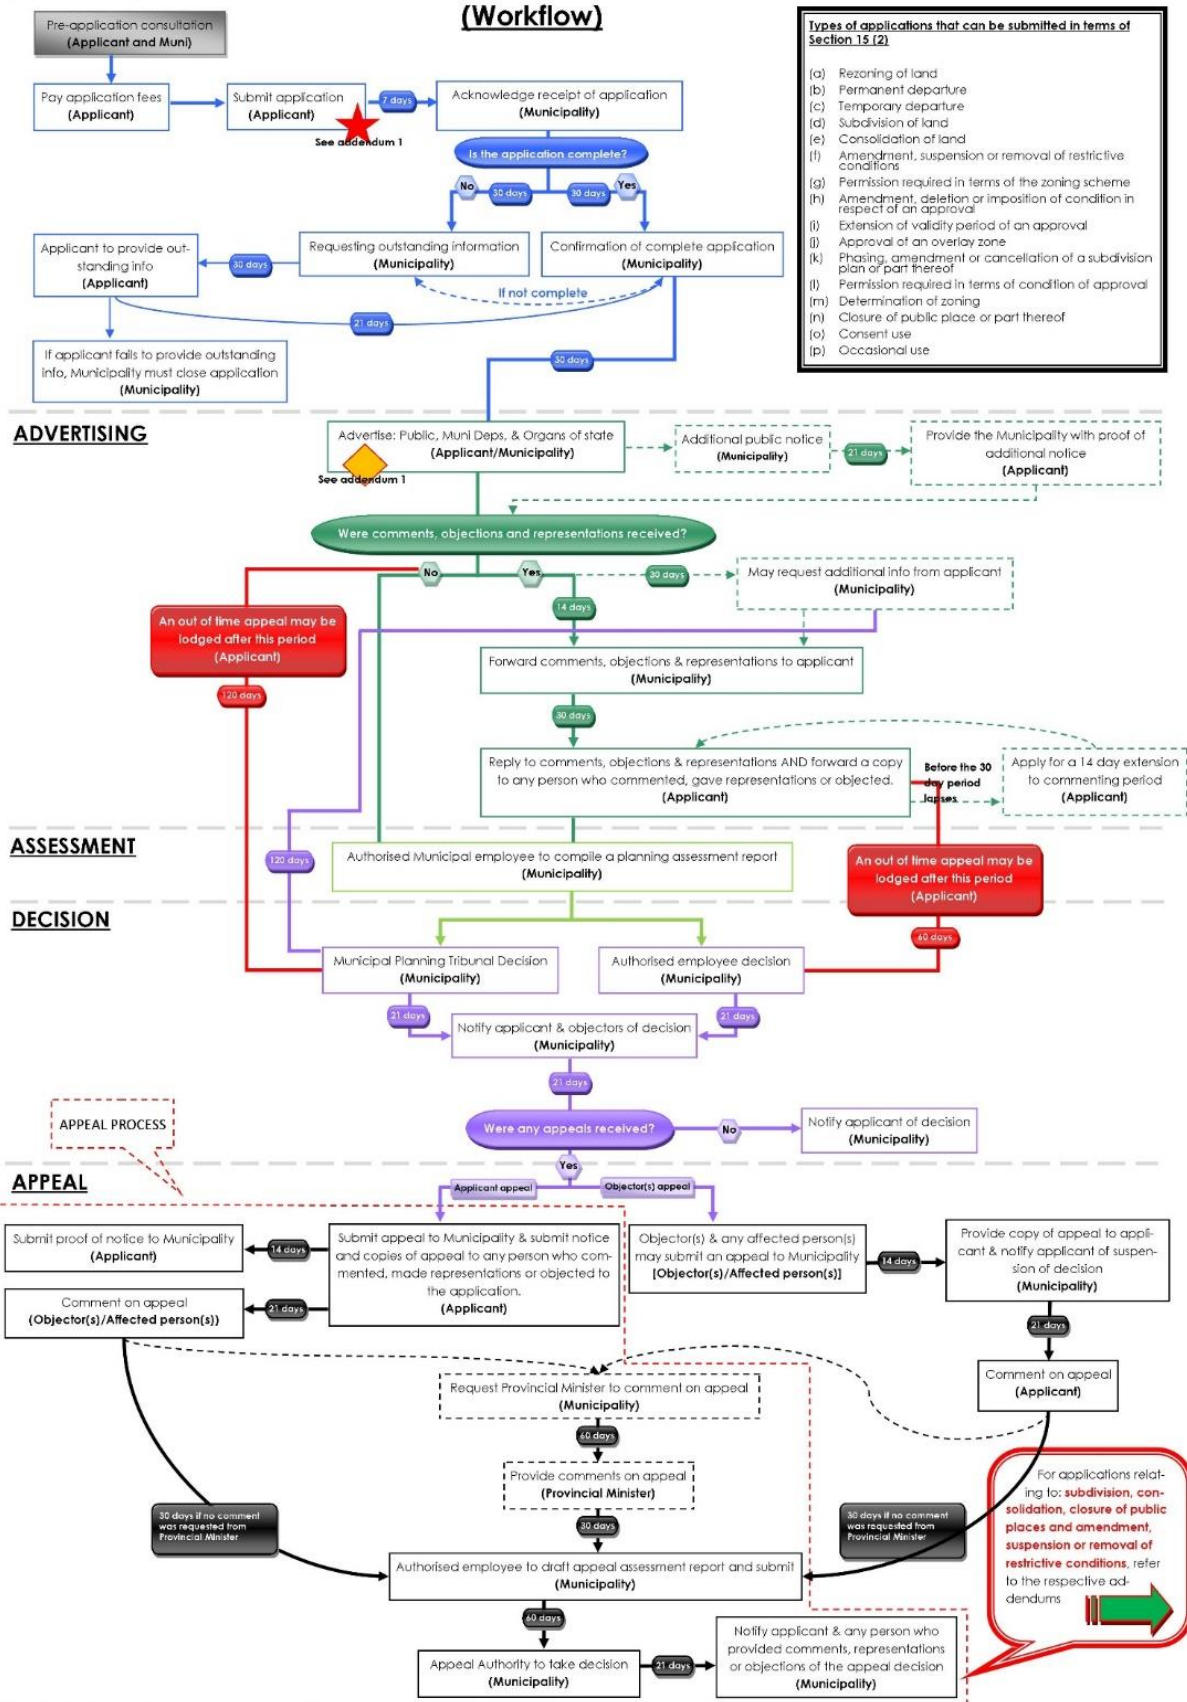 (Workflow)
Pre-application consultation
(Applicant and Muni)
Pay application fees
(Applicant)
Submit application
(Applicant)
See addendum 1
7 days
Acknowledge receipt of application
(Municipality)
Is the application complete?
No
30 days
30 days
Yes
Applicant to provide out-
standing info
(Applicant)
30 days
Requesting outstanding information
(Municipality)
Confirmation of complete application
(Municipality)
If not complete
21 days
If applicant fails to provide outstanding
info, Municipality must close application
(Municipality)
30 days
Types of applications that can be submitted in terms of
Section 15 (2)
(a) Rezoning of land
(b) Permanent departure
(c) Temporary departure
(d) Subdivision of land
(e) Consolidation of land
(f) Amendment, suspension or removal of restrictive
conditions
(g) Permission required in terms of the zoning scheme
(h) Amendment, deletion or imposition of condition in
respect of an approval
(i) Extension of validity period of an approval
(j) Approval of an overlay zone
(k) Phasing, amendment or cancellation of a subdivision
plan or part thereof
(l) Permission required in terms of condition of approval
(m) Determination of zoning
(n) Closure of public place or part thereof
(o) Consent use
(p) Occasional use
ADVERTISING
Advertise: Public, Muni Deps, & Organs of state
(Applicant/Municipality)
See addendum 1
Additional public notice
(Municipality)
21 days
Provide the Municipality with proof of
additional notice
(Applicant)
Were comments, objections and representations received?
No
Yes
30 days
May request additional info from applicant
(Municipality)
14 days
An out of time appeal may be
lodged after this period
(Applicant)
120 days
Forward comments, objections & representations to applicant
(Municipality)
30 days
Reply to comments, objections & representations AND forward a copy
to any person who commented, gave representations or objected.
(Applicant)
Before the 30
day period
lapses
Apply for a 14 day extension
to commenting period
(Applicant)
ASSESSMENT
120 days
Authorised Municipal employee to compile a planning assessment report
(Municipality)
An out of time appeal may be
lodged after this period
(Applicant)
60 days
DECISION
Municipal Planning Tribunal Decision
(Municipality)
Authorised employee decision
(Municipality)
21 days
21 days
Notify applicant & objectors of decision
(Municipality)
21 days
Were any appeals received?
No
Notify applicant of decision
(Municipality)
Yes
APPEAL PROCESS
APPEAL
Applicant appeal
Objector(s) appeal
Submit proof of notice to Municipality
(Applicant)
14 days
Submit appeal to Municipality & submit notice
and copies of appeal to any person who com-
mented, made representations or objected to
the application.
(Applicant)
Objector(s) & any affected person(s)
may submit an appeal to Municipality
[Objector(s)/Affected person(s)]
14 days
Provide copy of appeal to appli-
cant & notify applicant of suspen-
sion of decision
(Municipality)
Comment on appeal
(Objector(s)/Affected person(s))
21 days
21 days
Comment on appeal
(Applicant)
Request Provincial Minister to comment on appeal
(Municipality)
60 days
Provide comments on appeal
(Provincial Minister)
30 days
30 days if no comment
was requested from
Provincial Minister
30 days if no comment
was requested from
Provincial Minister
Authorised employee to draft appeal assessment report and submit
(Municipality)
60 days
Appeal Authority to take decision
(Municipality)
21 days
Notify applicant & any person who
provided comments, representations
or objections of the appeal decision
(Municipality)
For applications relat-
ing to: subdivision, con-
solidation, closure of public
places and amendment,
suspension or removal of
restrictive conditions, refer
to the respective ad-
dendums